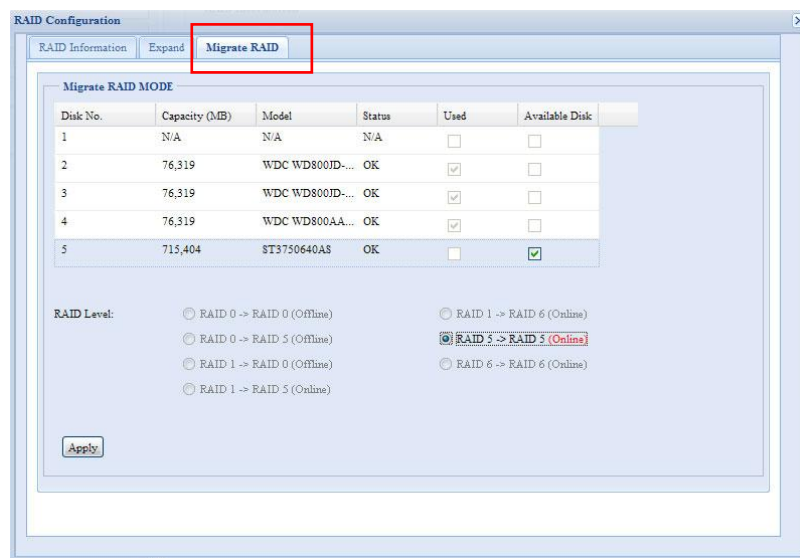 RAID Configuration
RAID Information Expand Migrate RAID
Migrate RAID MODE
Disk No. Capacity (MB) Model Status Used Available Disk
1 N/A N/A N/A
2 76,319 WDC WD800JD-... OK
3 76,319 WDC WD800JD-... OK
4 76,319 WDC WD800AA... OK
5 715,404 ST3750640AS OK
RAID Level: RAID 0 -> RAID 0 (Offline) RAID 1 -> RAID 6 (Online)
RAID 0 -> RAID 5 (Offline) RAID 5 -> RAID 5 (Online)
RAID 1 -> RAID 0 (Offline) RAID 6 -> RAID 6 (Online)
RAID 1 -> RAID 5 (Online)
Apply